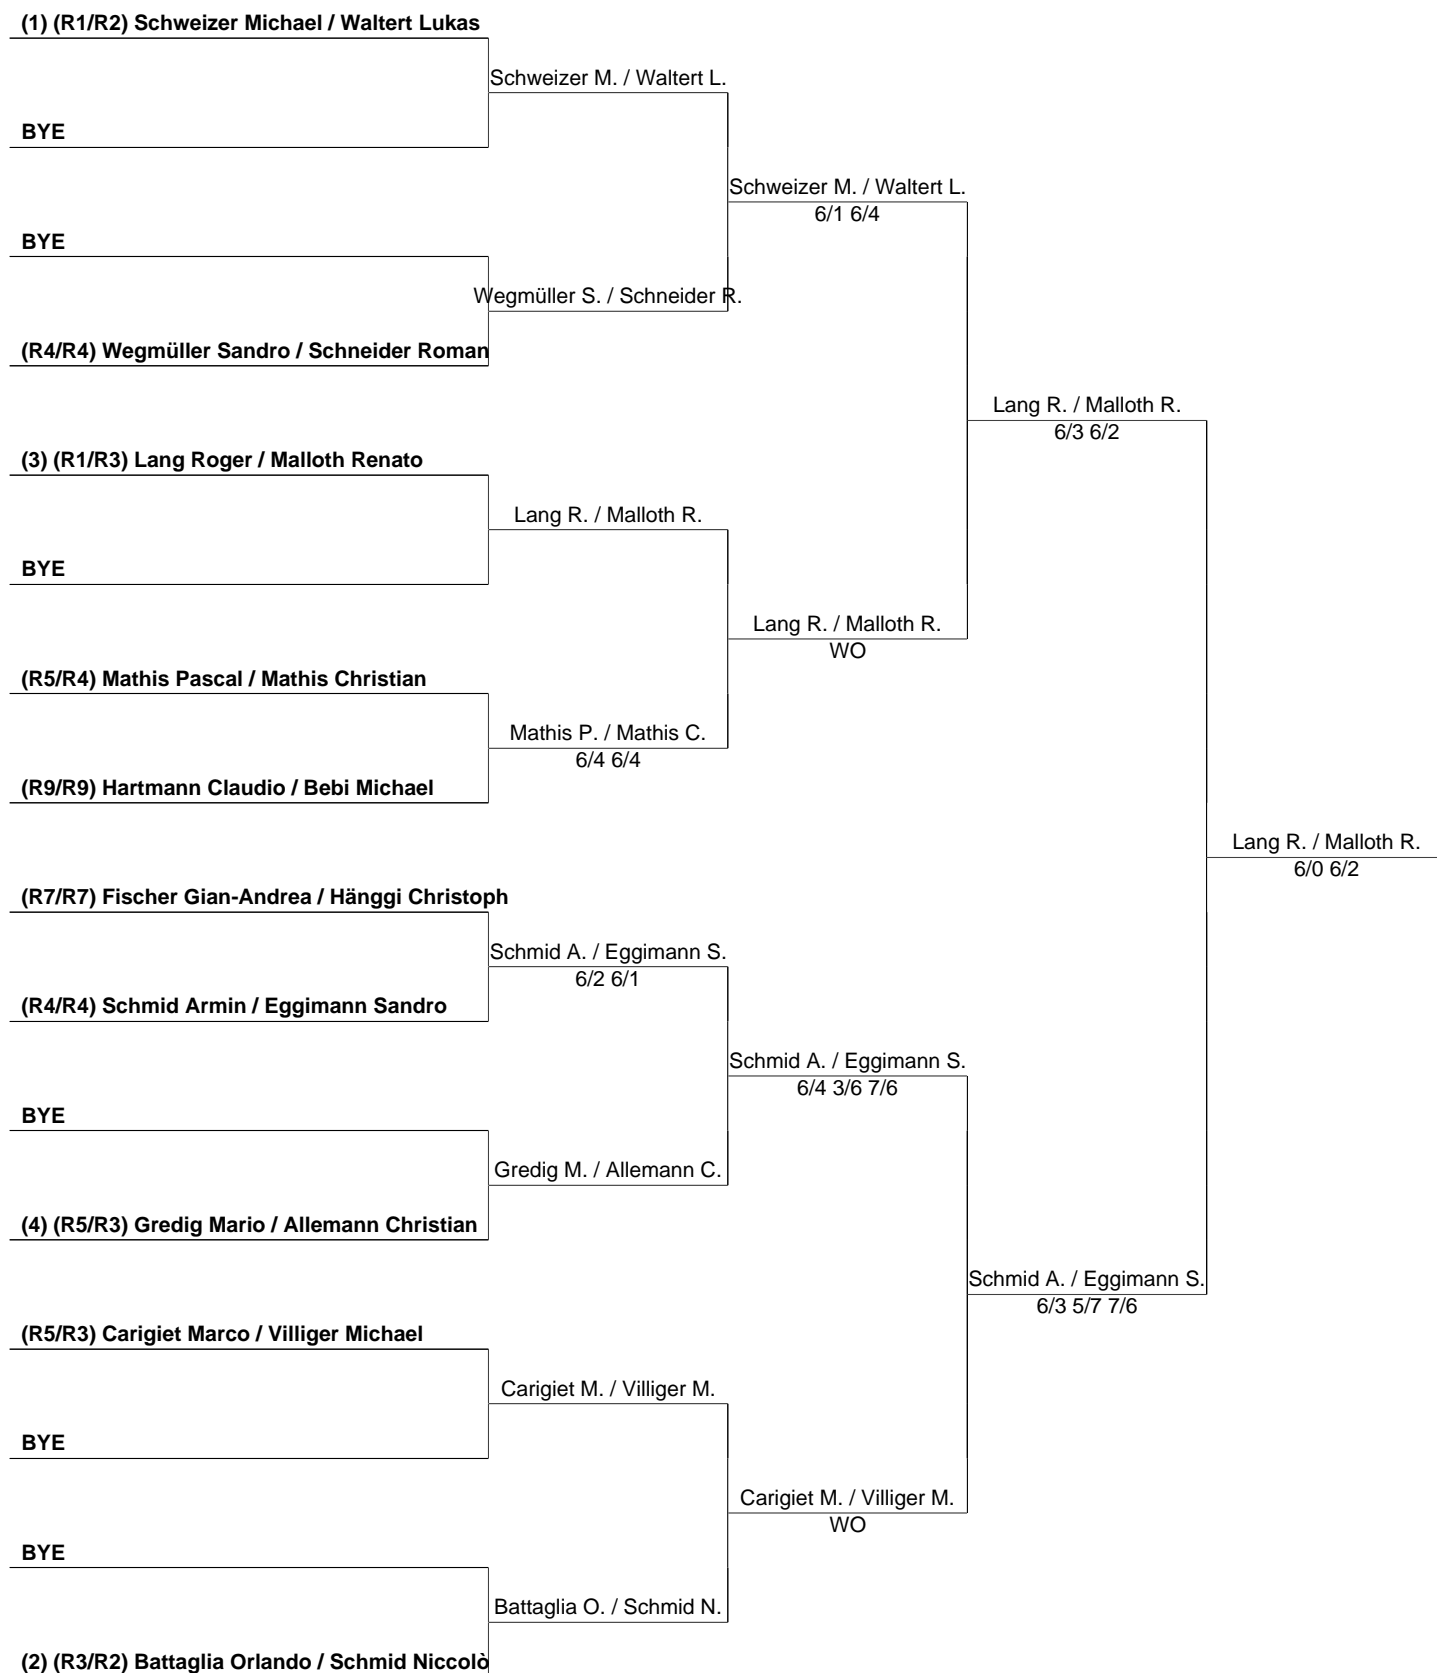 (1) (R1/R2) Schweizer Michael / Waltert Lukas
Schweizer M. / Waltert L.
BYE
Schweizer M. / Waltert L.
6/1 6/4
BYE
Wegmüller S. / Schneider R.
(R4/R4) Wegmüller Sandro / Schneider Roman
Lang R. / Malloth R.
6/3 6/2
(3) (R1/R3) Lang Roger / Malloth Renato
Lang R. / Malloth R.
BYE
Lang R. / Malloth R.
WO
(R5/R4) Mathis Pascal / Mathis Christian
Mathis P. / Mathis C.
6/4 6/4
(R9/R9) Hartmann Claudio / Bebi Michael
Lang R. / Malloth R.
6/0 6/2
(R7/R7) Fischer Gian-Andrea / Hänggi Christoph
Schmid A. / Eggimann S.
6/2 6/1
(R4/R4) Schmid Armin / Eggimann Sandro
Schmid A. / Eggimann S.
6/4 3/6 7/6
BYE
Gredig M. / Allemann C.
(4) (R5/R3) Gredig Mario / Allemann Christian
Schmid A. / Eggimann S.
6/3 5/7 7/6
(R5/R3) Carigiet Marco / Villiger Michael
Carigiet M. / Villiger M.
BYE
Carigiet M. / Villiger M.
WO
BYE
Battaglia O. / Schmid N.
(2) (R3/R2) Battaglia Orlando / Schmid Niccolò